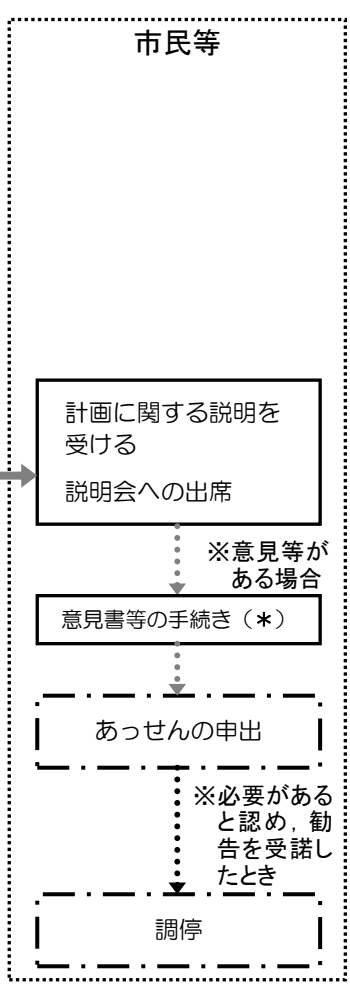 市民等
計画に関する説明を
受ける
説明会への出席
※意見等が
ある場合
意見書等の手続き（＊）
あっせんの申出
※必要がある
と認め，勧
告を受諾し
たとき
調停